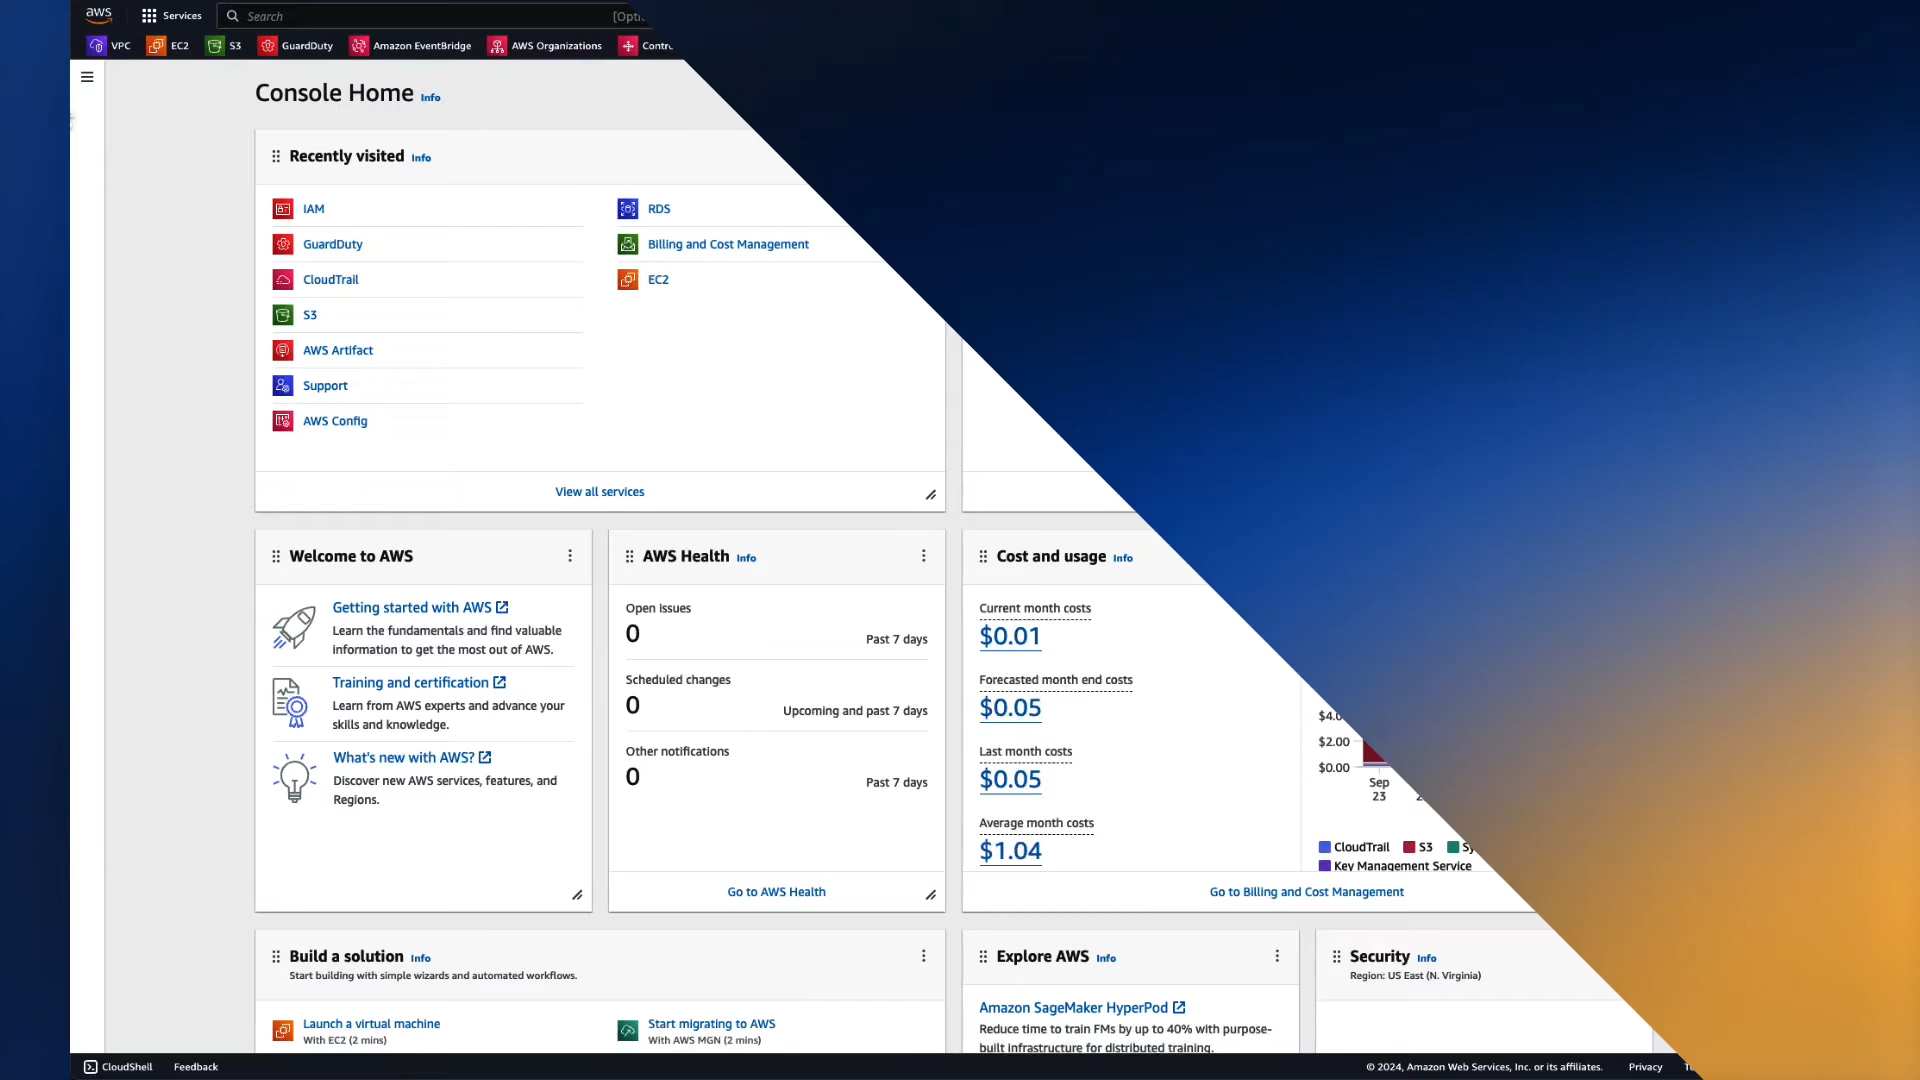 aws
Services
Search
VPC
EC2
S3
GuardDuty
Amazon EventBridge
AWS Organizations
Console Home Info
Recently visited Info
IAM
GuardDuty
CloudTrail
S3
AWS Artifact
Support
AWS Config
RDS
Billing and Cost Management
EC2
View all services
Welcome to AWS
Getting started with AWS
Learn the fundamentals and find valuable
information to get the most out of AWS.
Training and certification
Learn from AWS experts and advance your
skills and knowledge.
What's new with AWS?
Discover new AWS services, features, and
Regions.
AWS Health Info
Open issues
0
Past 7 days
Scheduled changes
0
Upcoming and past 7 days
Other notifications
0
Past 7 days
Go to AWS Health
Cost and usage Info
Current month costs
$0.01
Forecasted month end costs
$0.05
Last month costs
$0.05
Average month costs
$1.04
$2.00
$0.00
Sep
23
CloudTrail
S3
Key Management Service
Go to Billing and Cost Management
Build a solution Info
Start building with simple wizards and automated workflows.
Launch a virtual machine
With EC2 (2 mins)
Start migrating to AWS
With AWS MGN (2 mins)
Explore AWS Info
Amazon SageMaker HyperPod
Reduce time to train FMs by up to 40% with purpose-
built infrastructure for distributed training.
Security Info
Region: US East (N. Virginia)
CloudShell
Feedback
© 2024, Amazon Web Services, Inc. or its affiliates.
Privacy